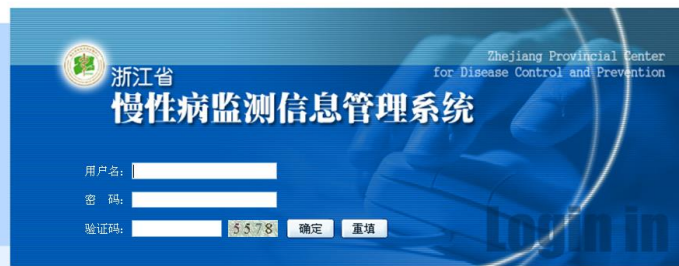 Zhejiang Provincial Center
for Disease Control and Prevention
浙江省
慢性病监测信息管理系统
用户名:
密 码:
验证码: 5578 确定 重填
Login in